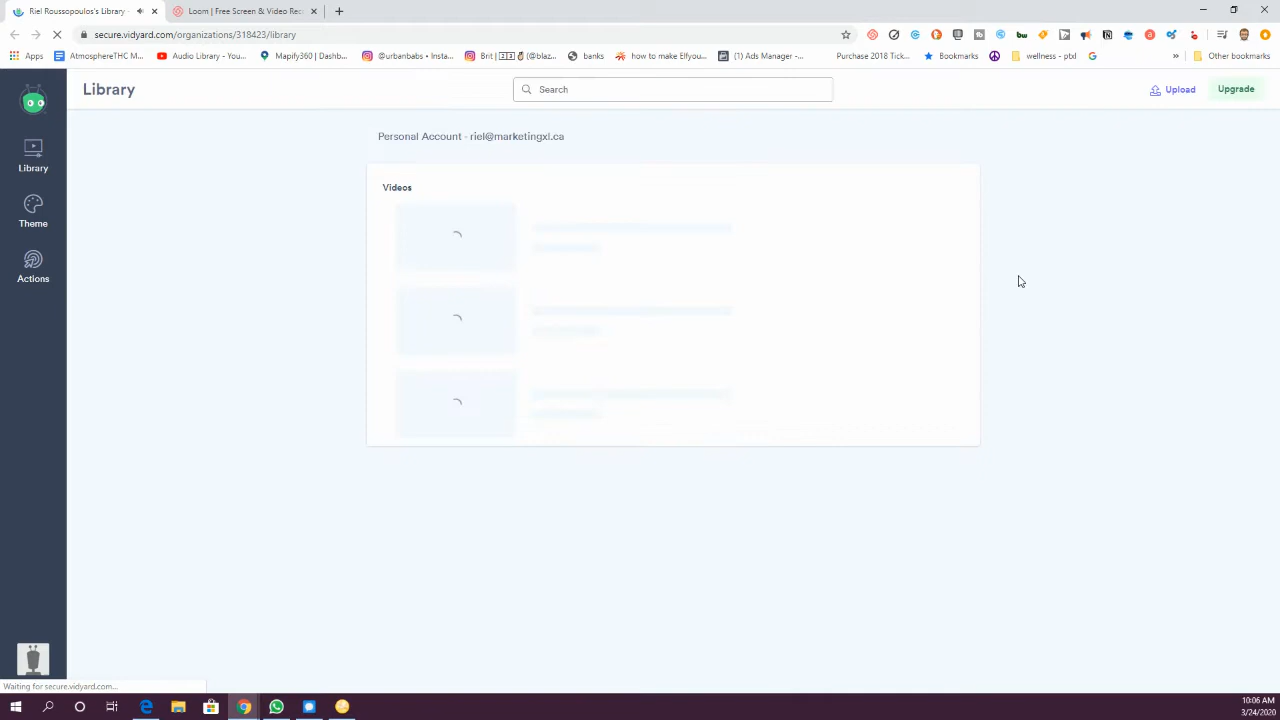 Riel Roussopoulos's Library -
Loom | Free Screen & Video Rec
secure.vidyard.com/organizations/318423/library
Apps
AtmosphereTHC M...
Audio Library - You...
Mapify360 | Dashb...
@urbanbabs • Insta...
Brit | 🇧🇧 (@blaz...
banks
how to make Elfyou...
(1) Ads Manager -...
Purchase 2018 Tick...
Bookmarks
wellness - ptxl
»
Other bookmarks
Library
Search
Upload
Upgrade
Personal Account - riel@marketingxl.ca
Library
Videos
Theme
Actions
Waiting for secure.vidyard.com...
10:06 AM
3/24/2020